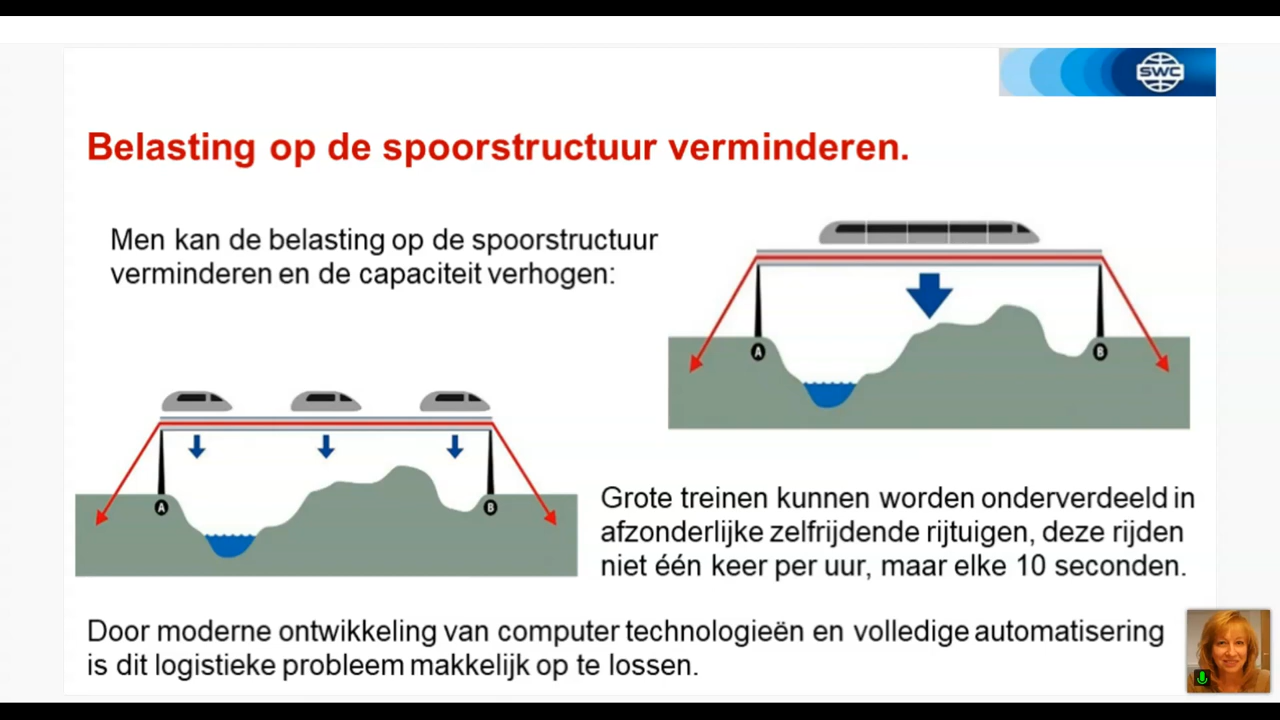 SWC
Belasting op de spoorstructuur verminderen.
Men kan de belasting op de spoorstructuur
verminderen en de capaciteit verhogen:
A
B
A
B
Grote treinen kunnen worden onderverdeeld in
afzonderlijke zelfrijdende rijtuigen, deze rijden
niet één keer per uur, maar elke 10 seconden.
Door moderne ontwikkeling van computer technologieën en volledige automatisering
is dit logistieke probleem makkelijk op te lossen.